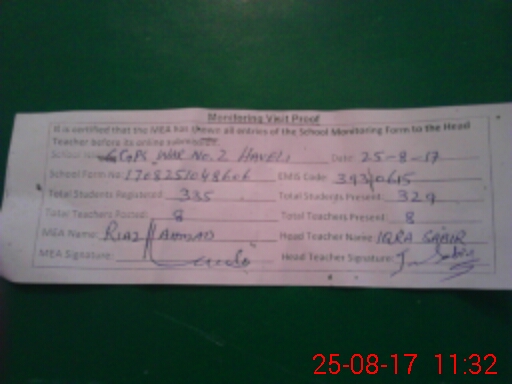 Monitoring Visit Proof
It is certified that the MEA has shown all entries of the School Monitoring Form to the Head
Teacher before its online submission.
School Name: GGPS WAR No. 2 HAVELI Date: 25-8-17
School Form No: 1708251048606 EMIS Code: 39310615
Total Students Registered: 335 Total Students Present: 329
Total Teachers Posted: 8 Total Teachers Present: 8
MEA Name: RIAZ AHMAD Head Teacher Name: IQRA SABIR
MEA Signature: Head Teacher Signature:
25-08-17 11:32